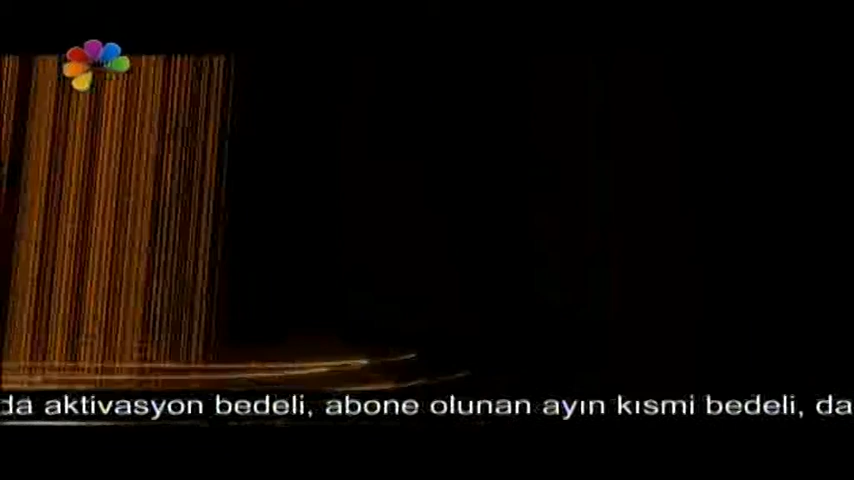 da aktivasyon bedeli, abone olunan ayın kısmi bedeli, da